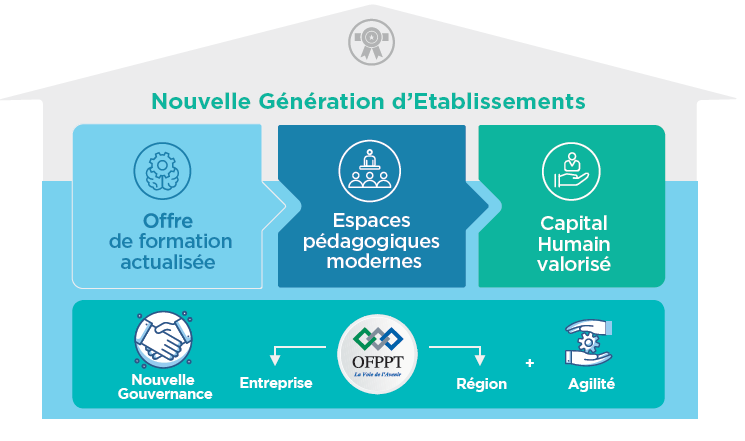 Nouvelle Génération d'Etablissements
Offre
de formation
actualisée
Espaces
pédagogiques
modernes
Capital
Humain
valorisé
Nouvelle
Gouvernance
Entreprise
OFPPT
La Voie de l'Avenir
Région
+
Agilité